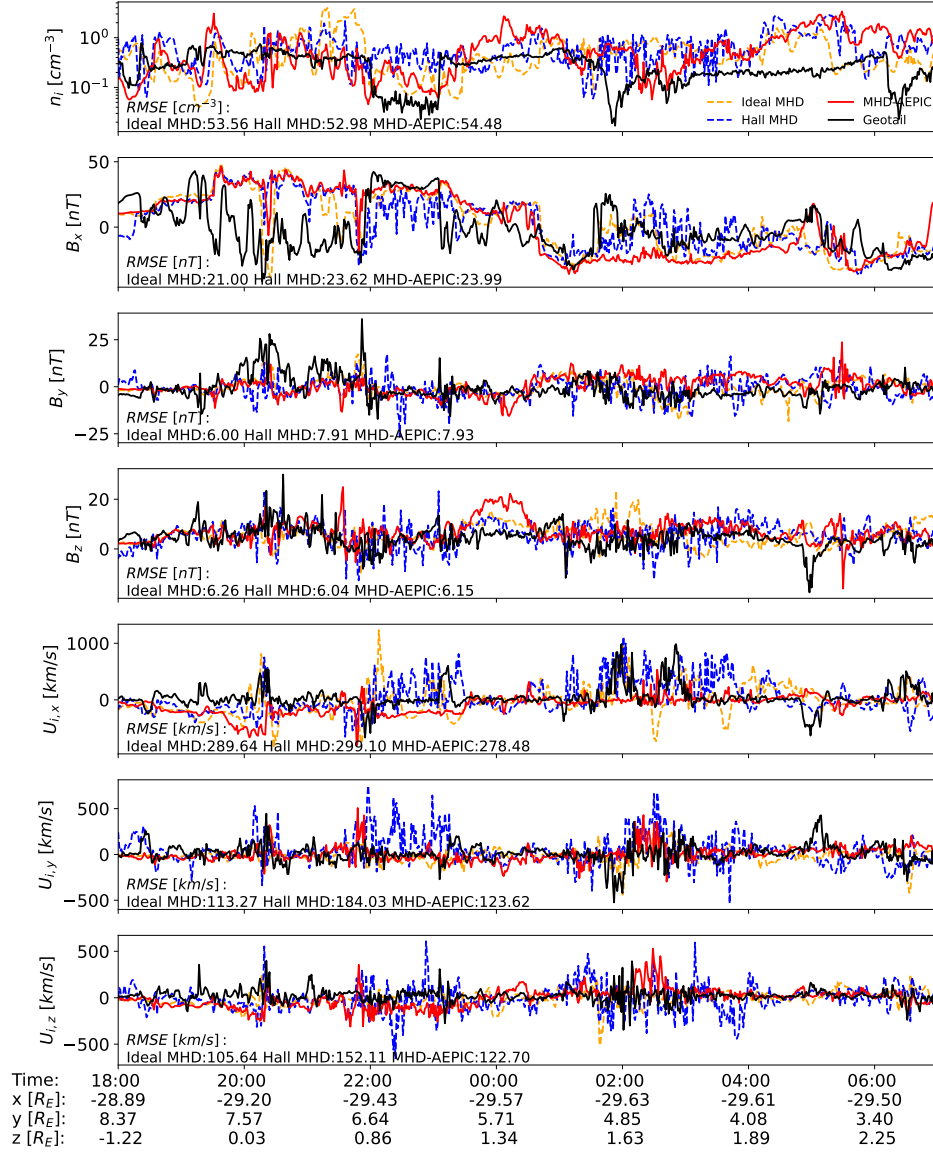 10⁰
10⁻¹
n_i [cm⁻³]
RMSE [cm⁻³]:
Ideal MHD:53.56 Hall MHD:52.98 MHD-AEPIC:54.48
Ideal MHD
Hall MHD
MHD-AEPIC
Geotail
50
0
B_x [nT]
RMSE [nT]:
Ideal MHD:21.00 Hall MHD:23.62 MHD-AEPIC:23.99
25
0
−25
B_y [nT]
RMSE [nT]:
Ideal MHD:6.00 Hall MHD:7.91 MHD-AEPIC:7.93
20
0
B_z [nT]
RMSE [nT]:
Ideal MHD:6.26 Hall MHD:6.04 MHD-AEPIC:6.15
1000
0
U_{i,x} [km/s]
RMSE [km/s]:
Ideal MHD:289.64 Hall MHD:299.10 MHD-AEPIC:278.48
500
0
−500
U_{i,y} [km/s]
RMSE [km/s]:
Ideal MHD:113.27 Hall MHD:184.03 MHD-AEPIC:123.62
500
0
−500
U_{i,z} [km/s]
RMSE [km/s]:
Ideal MHD:105.64 Hall MHD:152.11 MHD-AEPIC:122.70
Time: 18:00 20:00 22:00 00:00 02:00 04:00 06:00
x [R_E]: -28.89 -29.20 -29.43 -29.57 -29.63 -29.61 -29.50
y [R_E]: 8.37 7.57 6.64 5.71 4.85 4.08 3.40
z [R_E]: -1.22 0.03 0.86 1.34 1.63 1.89 2.25